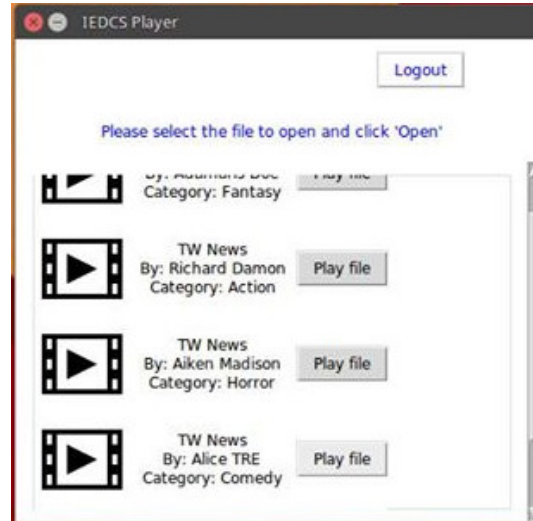 IEDCS Player
Logout
Please select the file to open and click 'Open'
Category: Fantasy
Play file
TW News
By: Richard Damon
Category: Action
Play file
TW News
By: Aiken Madison
Category: Horror
Play file
TW News
By: Alice TRE
Category: Comedy
Play file